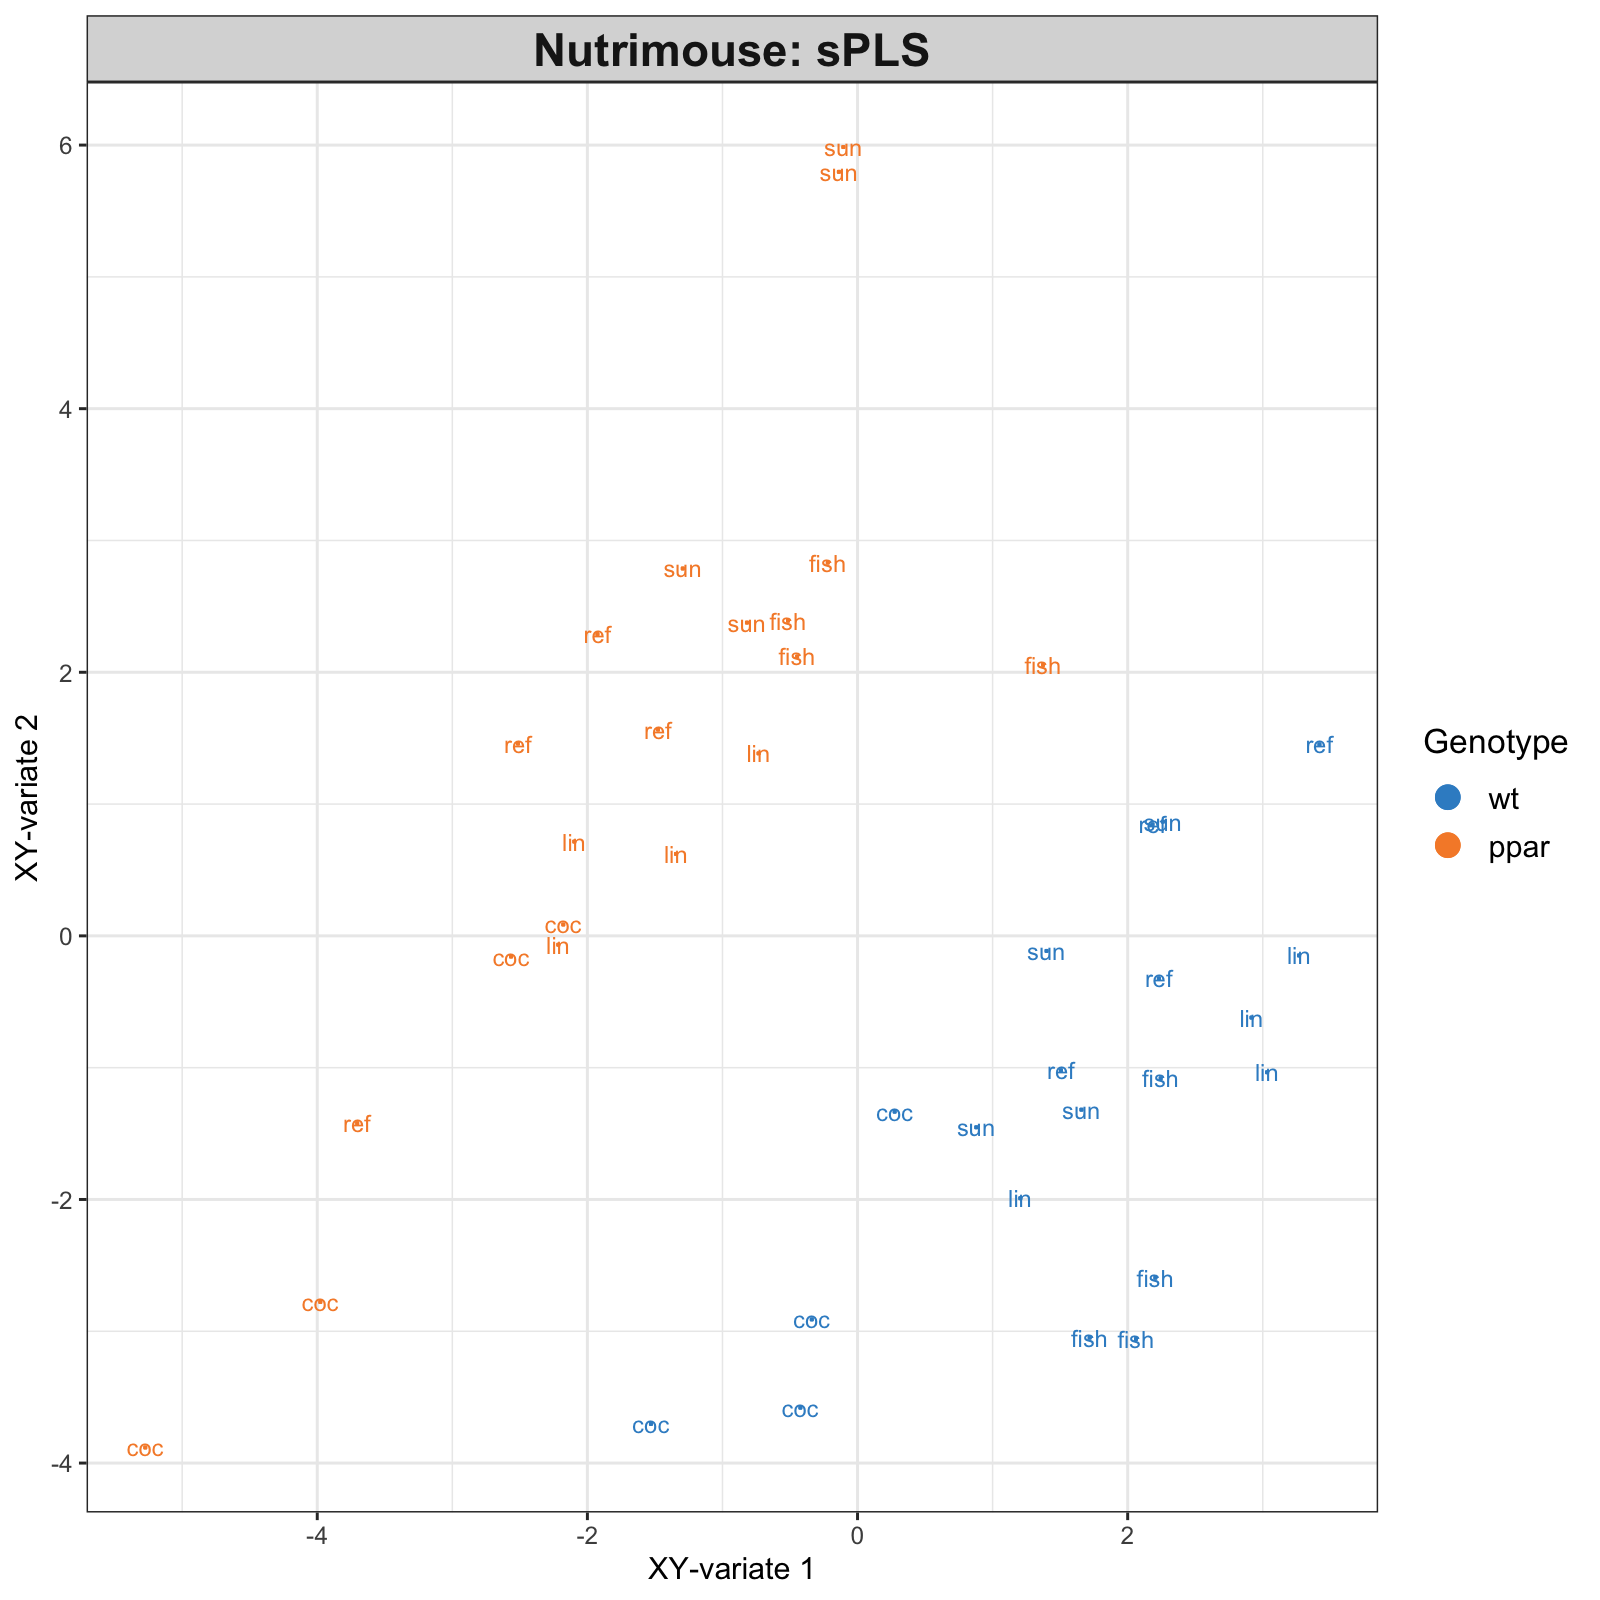 Nutrimouse: sPLS
6
sun
sun
4
sun
fish
sun fish
ref
fish
fish
2
ref
ref
ref
lin
sun
ref
lin
lin
0
coc
lin
coc
sun
lin
ref
lin
ref
lin
fish
coc
sun
sun
ref
-2
lin
fish
coc
coc
fish fish
coc
coc
coc
-4
-4 -2 0 2
XY-variate 1
XY-variate 2
Genotype
wt
ppar